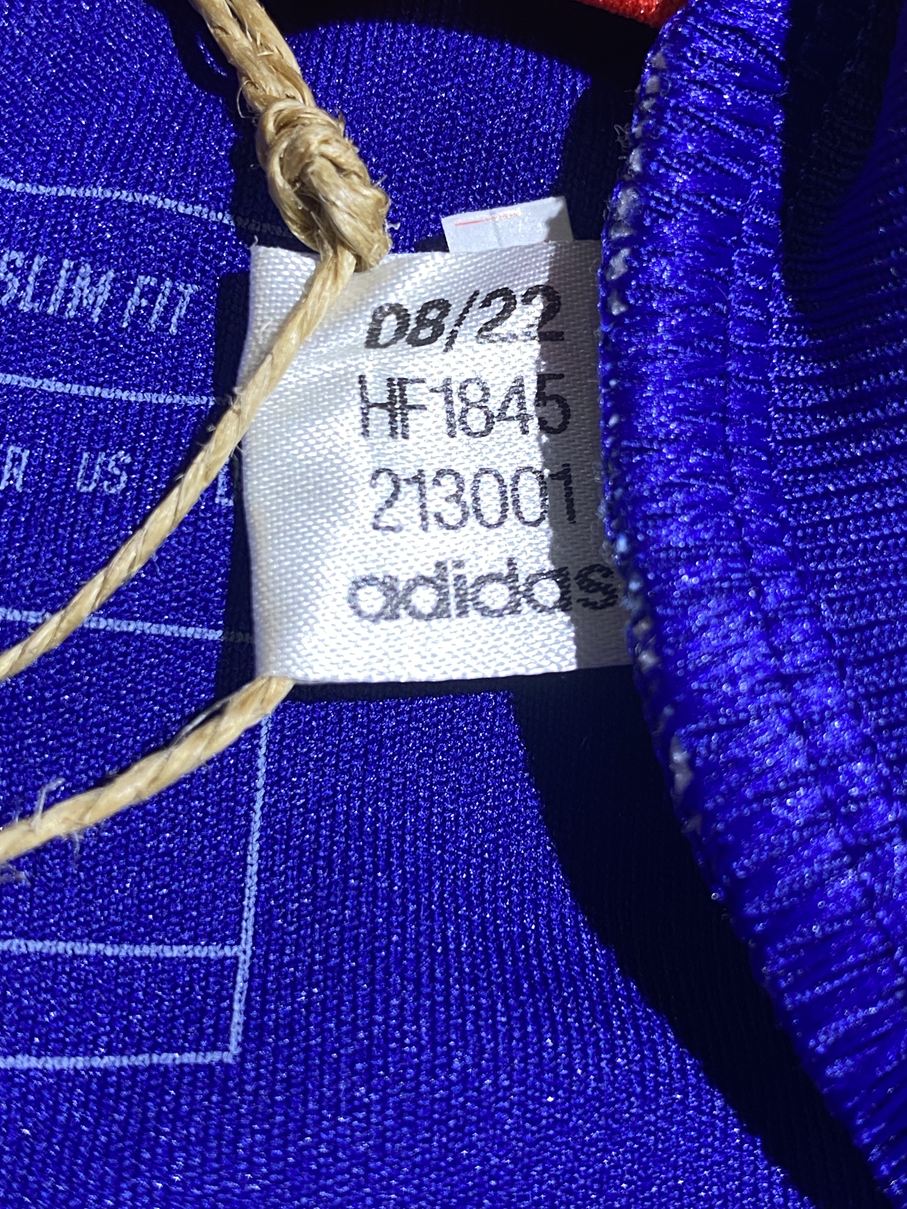 08/22
HF1845
213001
adidas
SLIM FIT
US